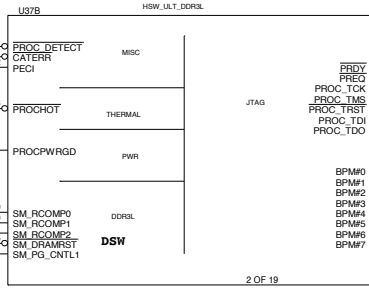 U37B
HSW_ULT_DDR3L
PROC_DETECT
MISC
CATERR
PECI
PRDY
PREQ
PROC_TCK
PROC_TMS
PROC_TRST
PROC_TDI
PROC_TDO
JTAG
PROCHOT
THERMAL
PROCPWRGD
PWR
BPM#0
BPM#1
BPM#2
BPM#3
BPM#4
BPM#5
BPM#6
BPM#7
SM_RCOMP0
SM_RCOMP1
SM_RCOMP2
SM_DRAMRST
SM_PG_CNTL1
DDR3L
DSW
2 OF 19